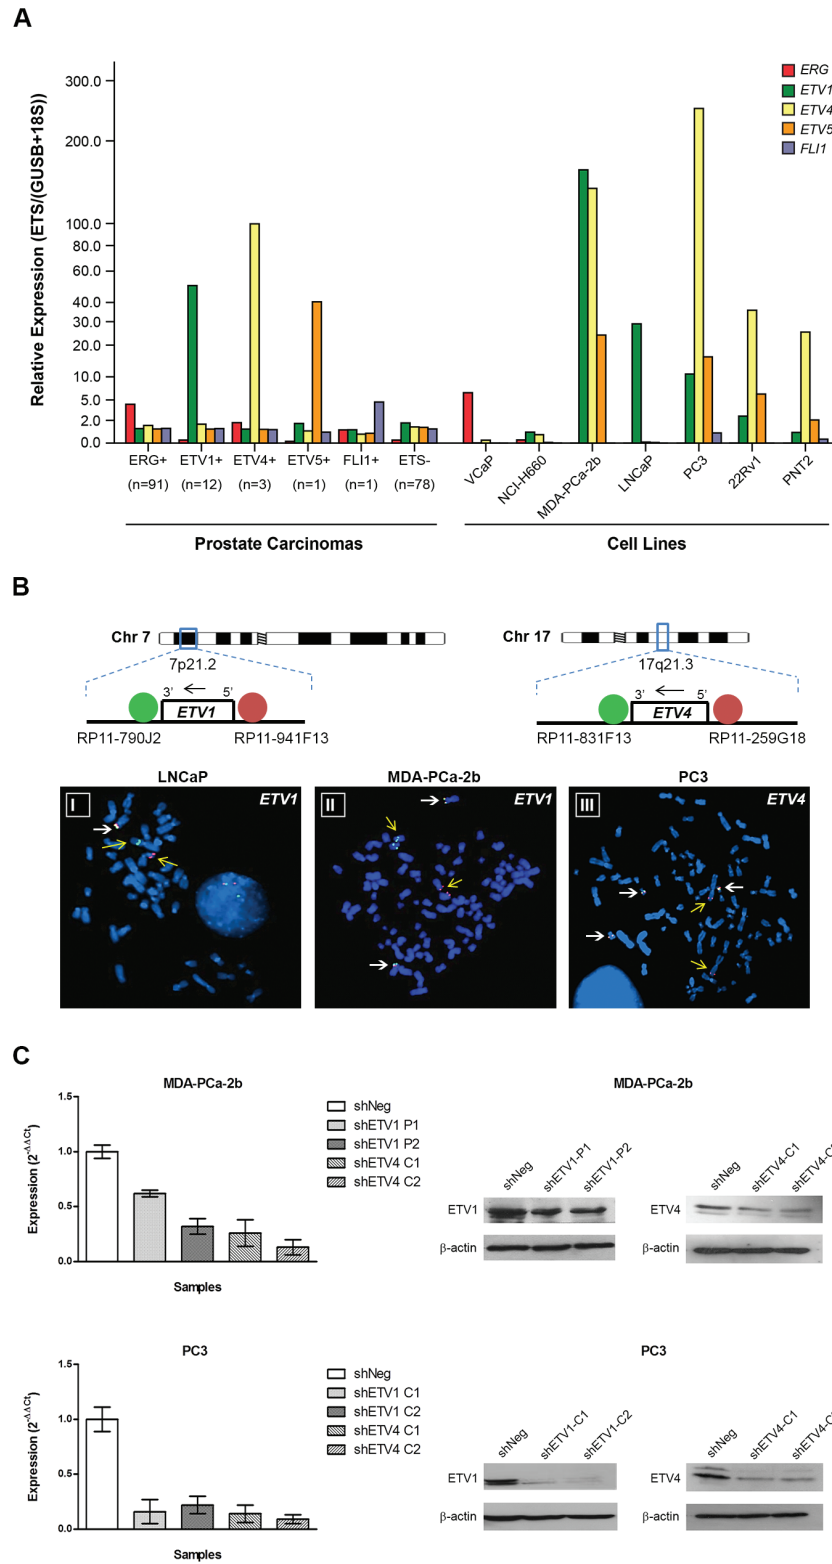 A
Relative Expression (ETS/(GUSB+18S))
300.0
200.0
100.0
80.0
60.0
40.0
30.0
20.0
10.0
5.0
2.0
0.0
ERG
ETV1
ETV4
ETV5
FLI1
ERG+ ETV1+ ETV4+ ETV5+ FLI1+ ETS-
(n=91) (n=12) (n=3) (n=1) (n=1) (n=78)
VCaP NCI-H660 MDA-PCa-2b LNCaP PC3 22Rv1 PNT2
Prostate Carcinomas Cell Lines
B
Chr 7
7p21.2
3' 5'
ETV1
RP11-790J2 RP11-941F13
Chr 17
17q21.3
3' 5'
ETV4
RP11-831F13 RP11-259G18
LNCaP MDA-PCa-2b PC3
I ETV1
II ETV1
III ETV4
C
MDA-PCa-2b
Expression (2-ΔΔCt)
1.5
1.0
0.5
0.0
Samples
shNeg
shETV1 P1
shETV1 P2
shETV4 C1
shETV4 C2
MDA-PCa-2b
shNeg shETV1-P1 shETV1-P2
ETV1
β-actin
shNeg shETV4-C1
ETV4
β-actin
PC3
Expression (2-ΔΔCt)
1.5
1.0
0.5
0.0
Samples
shNeg
shETV1 C1
shETV1 C2
shETV4 C1
shETV4 C2
PC3
shNeg shETV1-C1 shETV1-C2
ETV1
β-actin
shNeg shETV4-C1
ETV4
β-actin